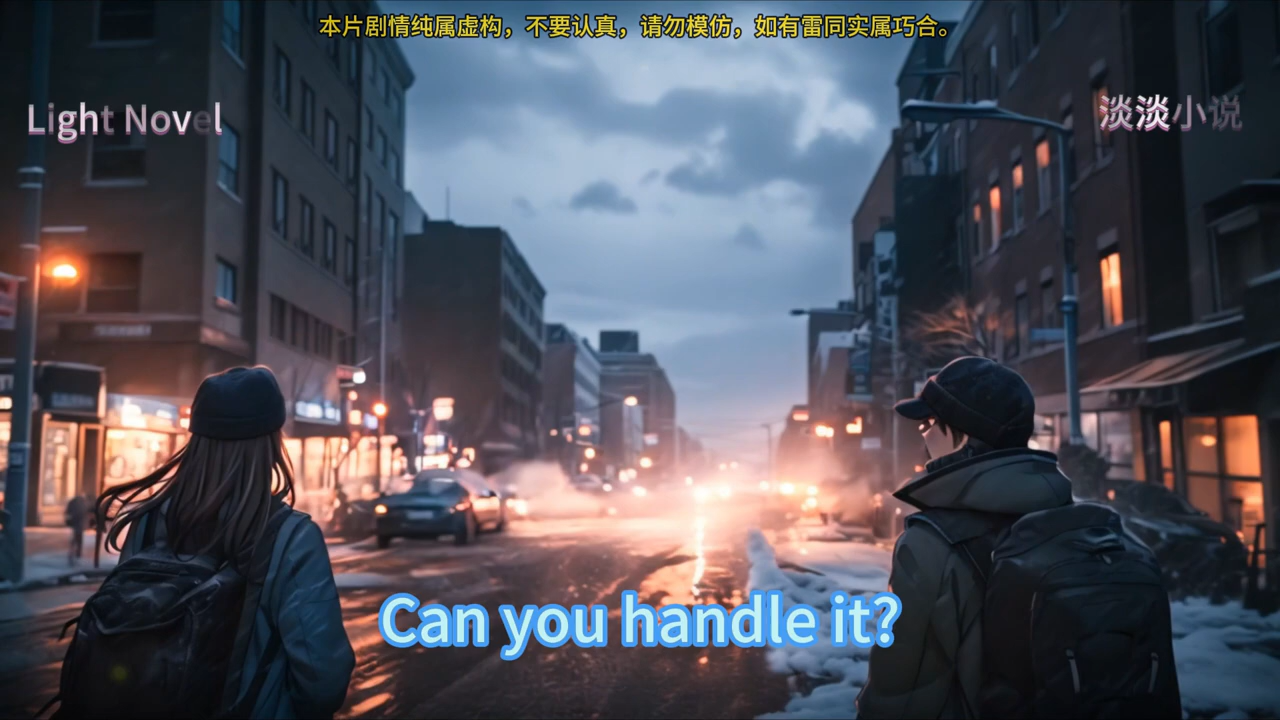 本片剧情纯属虚构，不要认真，请勿模仿，如有雷同实属巧合。
Light Novel
淡淡小说
Can you handle it?